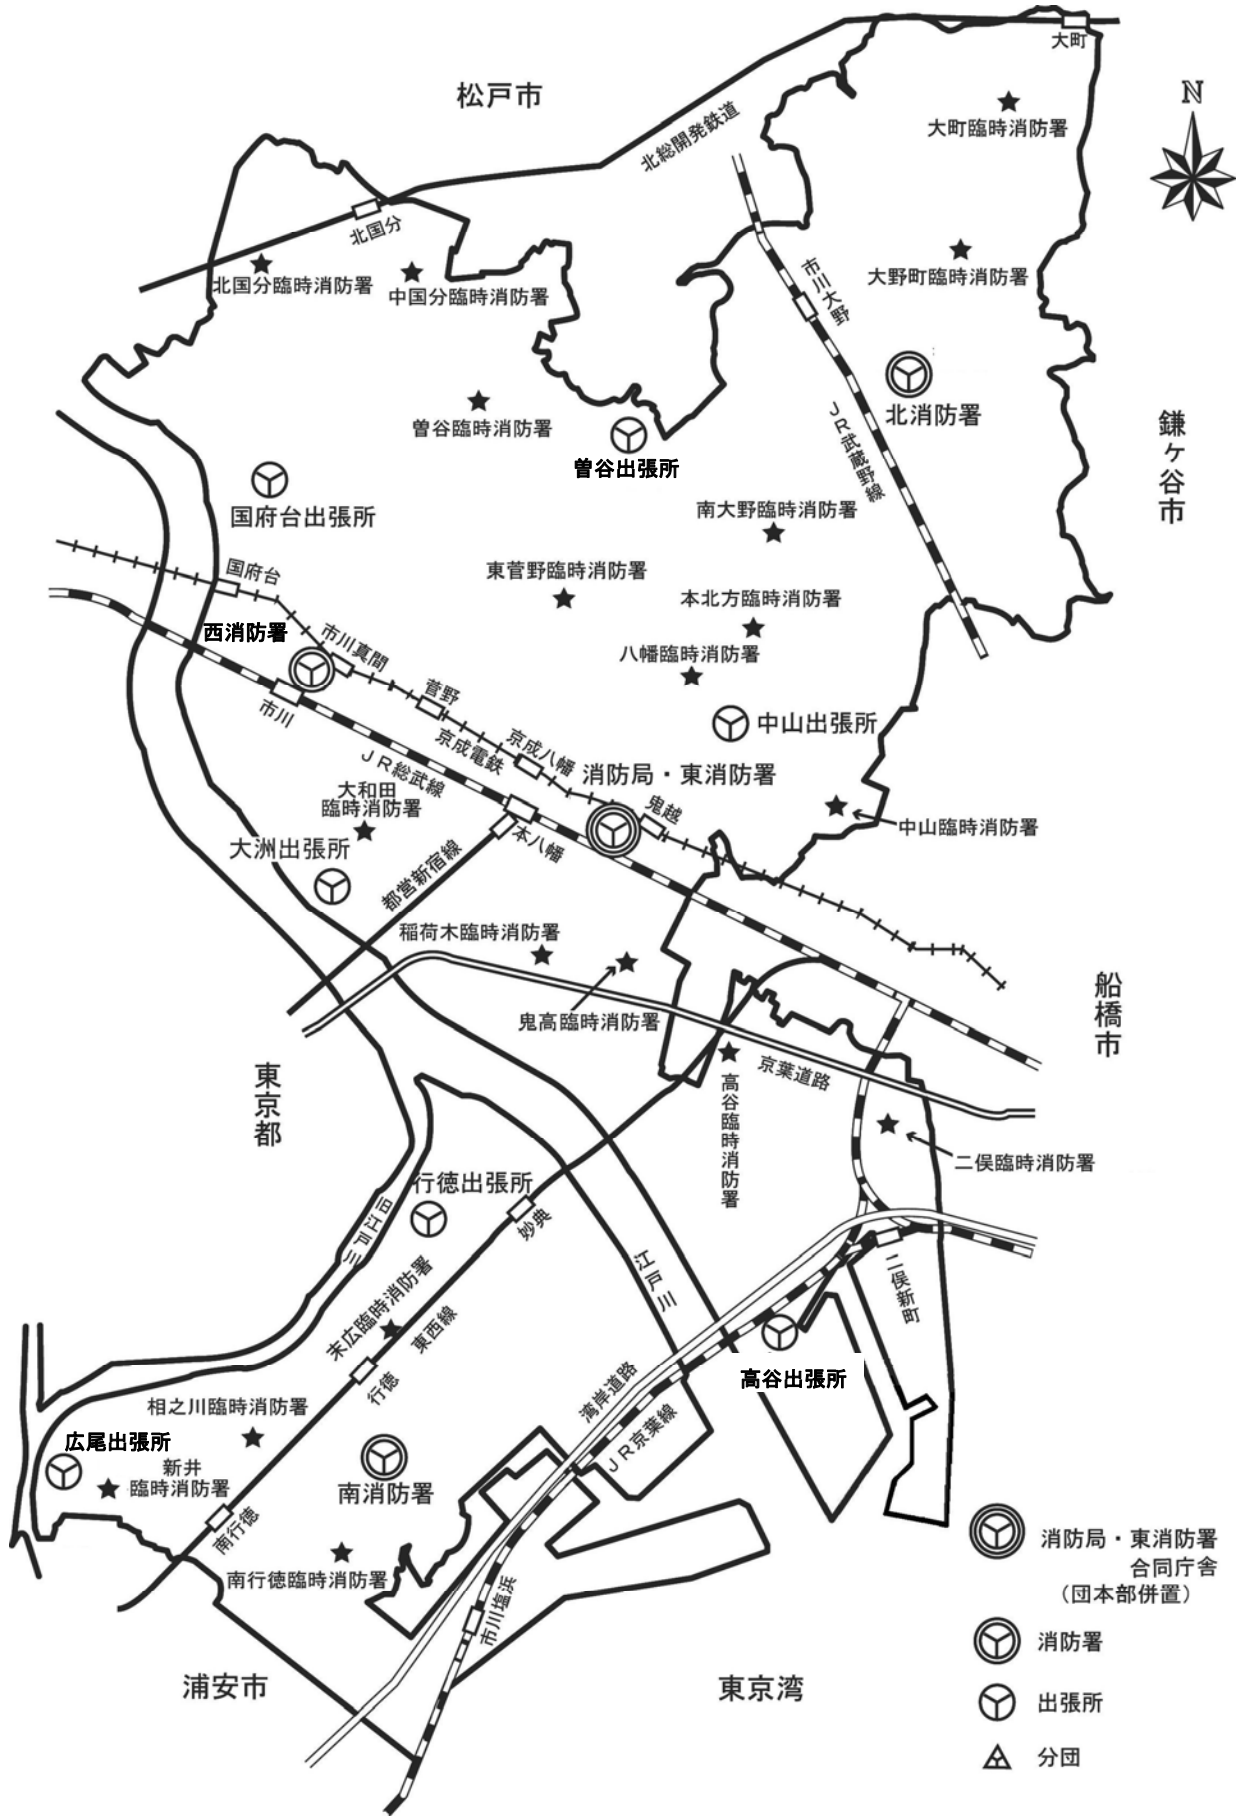 大町
松戸市
N
大町臨時消防署
北総開発鉄道
北国分
大野町臨時消防署
市川大野
北国分臨時消防署
中国分臨時消防署
北消防署
鎌ヶ谷市
曽谷臨時消防署
JR武蔵野線
曽谷出張所
国府台出張所
南大野臨時消防署
国府台
東菅野臨時消防署
本北方臨時消防署
西消防署
市川真間
八幡臨時消防署
菅野
市川
京成電鉄
京成八幡
中山出張所
JR総武線
消防局・東消防署
大和田
臨時消防署
鬼越
中山臨時消防署
本八幡
大洲出張所
都営新宿線
稲荷木臨時消防署
船橋市
鬼高臨時消防署
東京都
京葉道路
高谷臨時消防署
二俣臨時消防署
行徳出張所
旧江戸川
妙典
江戸川
末広臨時消防署
東西線
二俣新町
行徳
高谷出張所
湾岸道路
JR京葉線
相之川臨時消防署
広尾出張所
新井
臨時消防署
南消防署
南行徳
南行徳臨時消防署
市川塩浜
浦安市
東京湾
消防局・東消防署
合同庁舎
（団本部併置）
消防署
出張所
分団